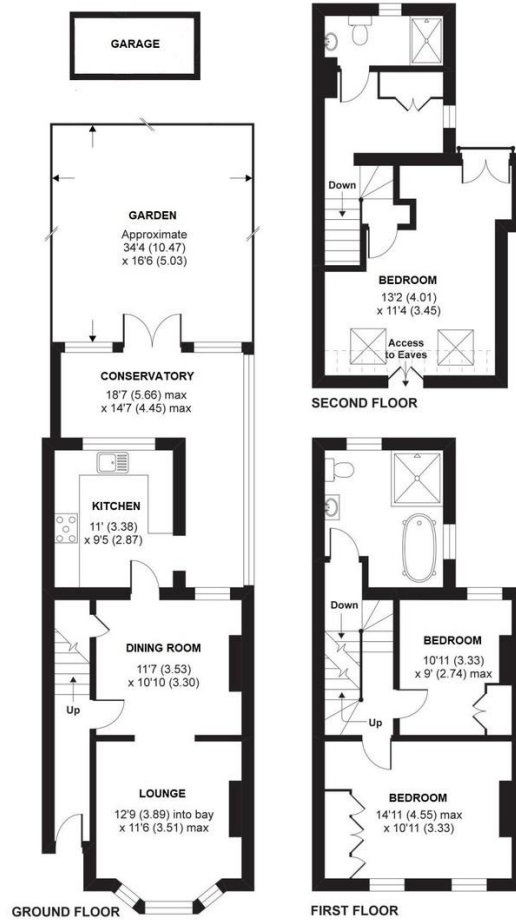 GARAGE
GARDEN
Approximate
34'4 (10.47)
x 16'6 (5.03)
CONSERVATORY
18'7 (5.66) max
x 14'7 (4.45) max
KITCHEN
11' (3.38)
x 9'5 (2.87)
DINING ROOM
11'7 (3.53)
x 10'10 (3.30)
Up
LOUNGE
12'9 (3.89) into bay
x 11'6 (3.51) max
GROUND FLOOR
Down
BEDROOM
13'2 (4.01)
x 11'4 (3.45)
Access
to Eaves
SECOND FLOOR
Down
BEDROOM
10'11 (3.33)
x 9' (2.74) max
Up
BEDROOM
14'11 (4.55) max
x 10'11 (3.33)
FIRST FLOOR